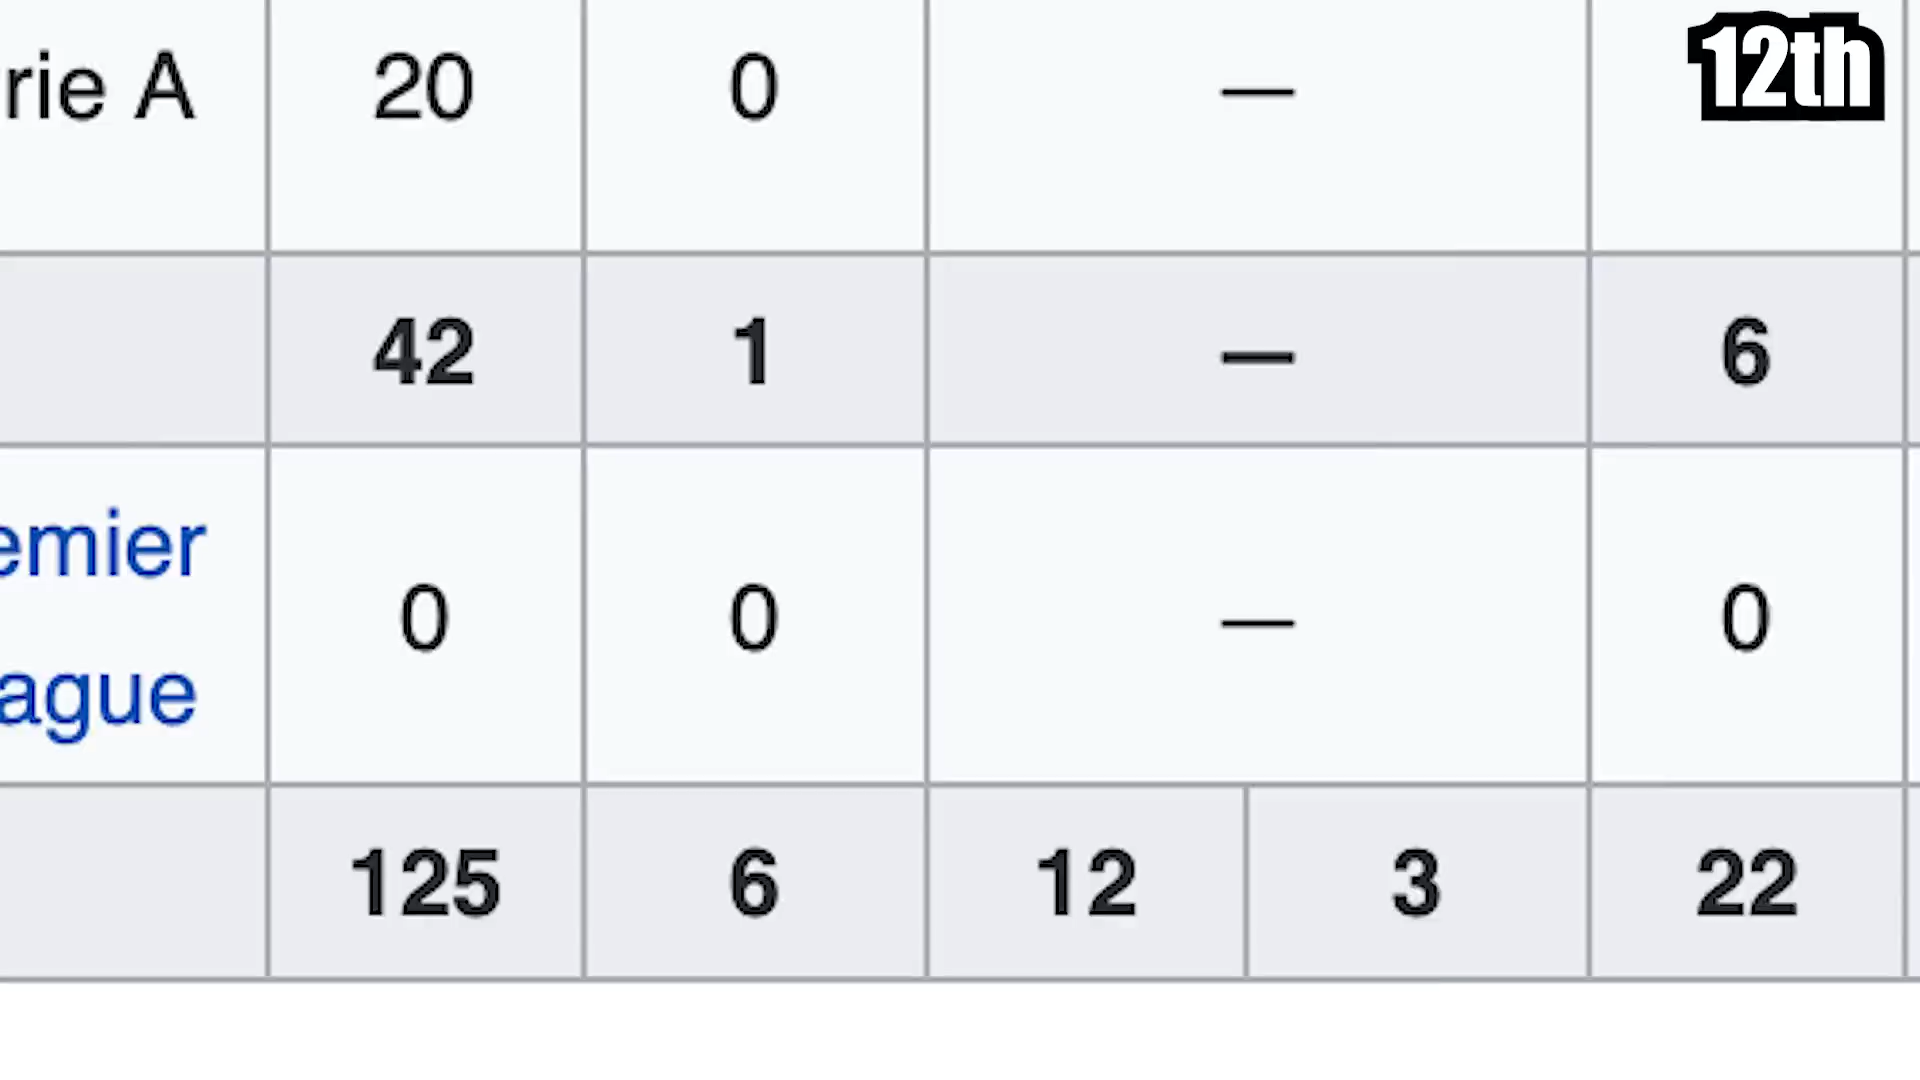 rie A 20 0 — 12th
42 1 — 6
emier
0 0 — 0
ague
125 6 12 3 22